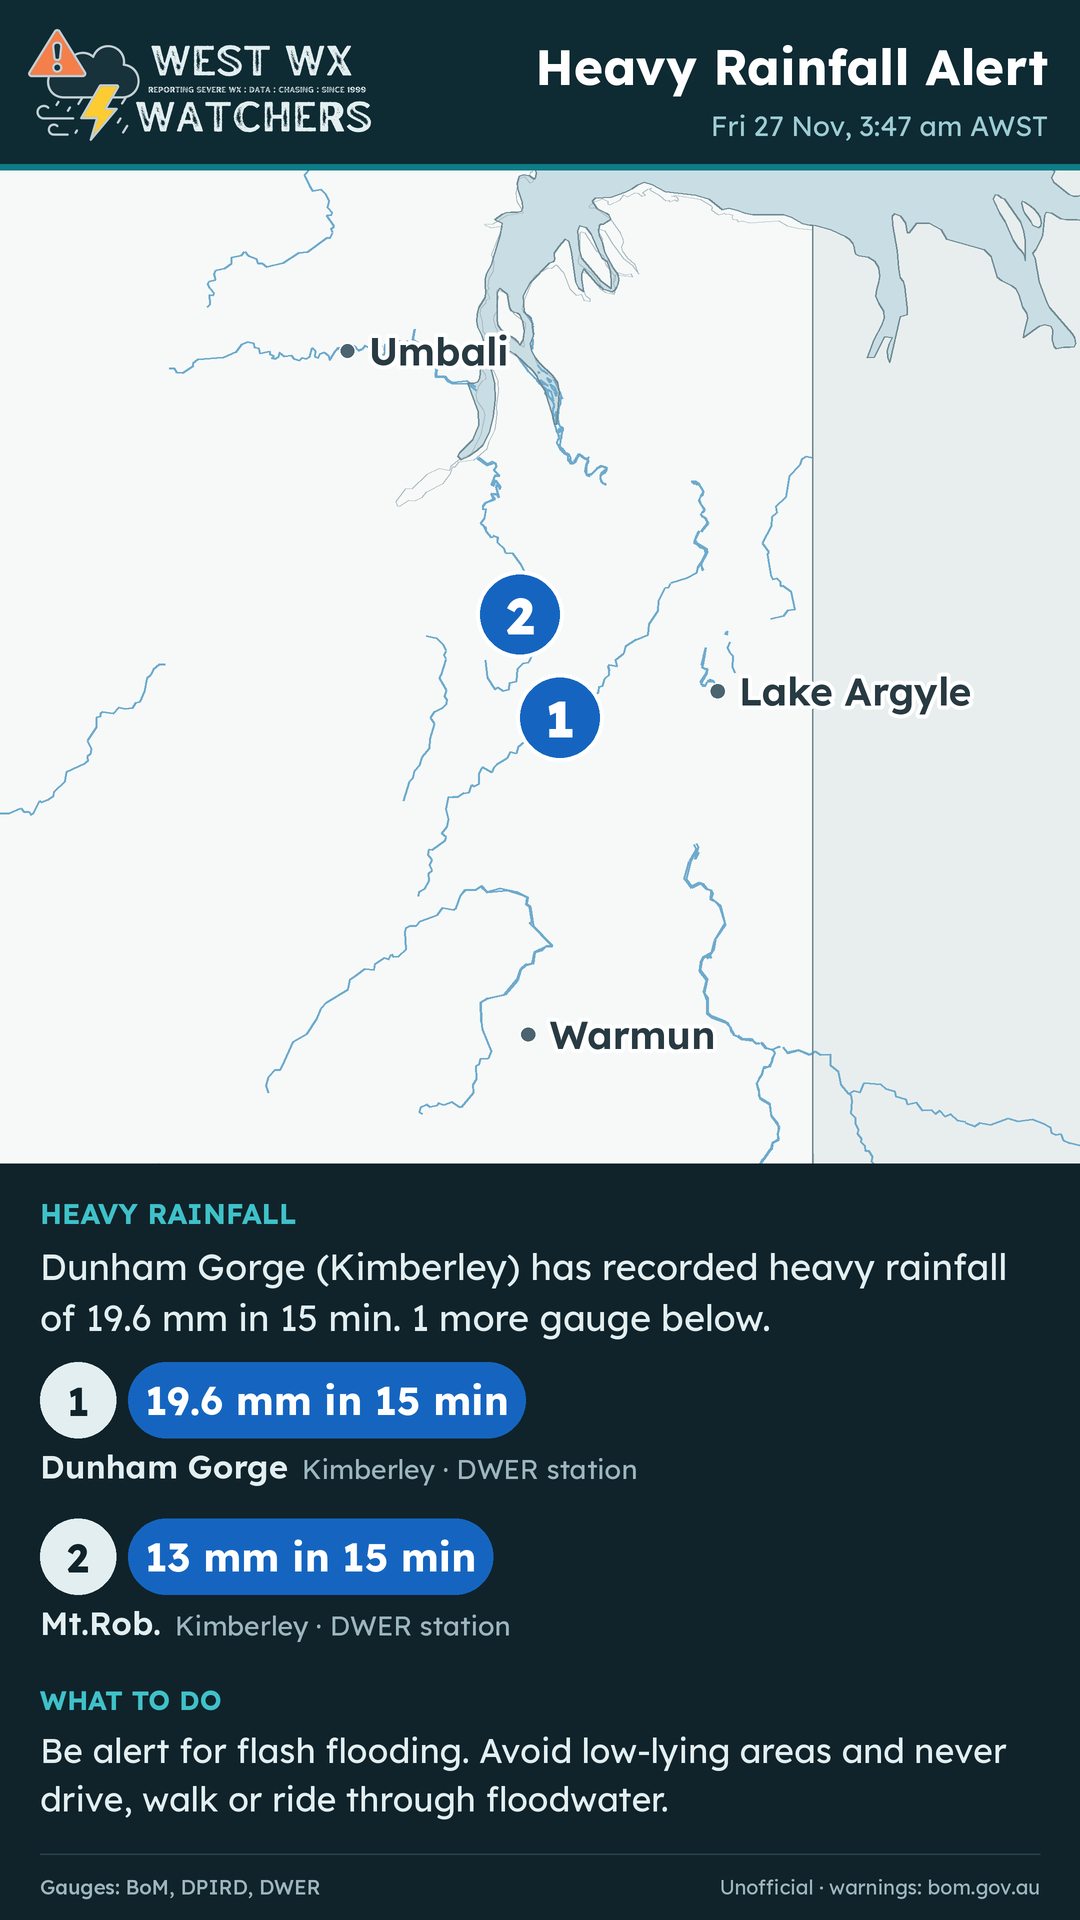 WEST WX
REPORTING SEVERE WX : DATA : CHASING : SINCE 1999
WATCHERS
Heavy Rainfall Alert
Fri 27 Nov, 3:47 am AWST
Umbali
2
1
Lake Argyle
Warmun
HEAVY RAINFALL
Dunham Gorge (Kimberley) has recorded heavy rainfall
of 19.6 mm in 15 min. 1 more gauge below.
1 19.6 mm in 15 min
Dunham Gorge Kimberley · DWER station
2 13 mm in 15 min
Mt.Rob. Kimberley · DWER station
WHAT TO DO
Be alert for flash flooding. Avoid low-lying areas and never
drive, walk or ride through floodwater.
Gauges: BoM, DPIRD, DWER
Unofficial · warnings: bom.gov.au